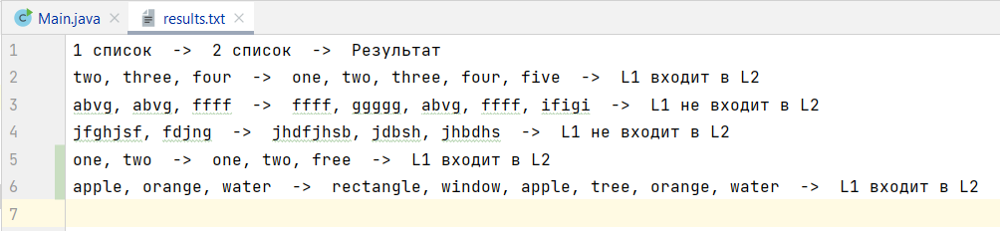 Main.java results.txt
1 1 список -> 2 список -> Результат
2 two, three, four -> one, two, three, four, five -> L1 входит в L2
3 abvg, abvg, ffff -> ffff, ggggg, abvg, ffff, ifigi -> L1 не входит в L2
4 jfghjsf, fdjng -> jhdfjhsb, jdbsh, jhbdhs -> L1 не входит в L2
5 one, two -> one, two, free -> L1 входит в L2
6 apple, orange, water -> rectangle, window, apple, tree, orange, water -> L1 входит в L2
7